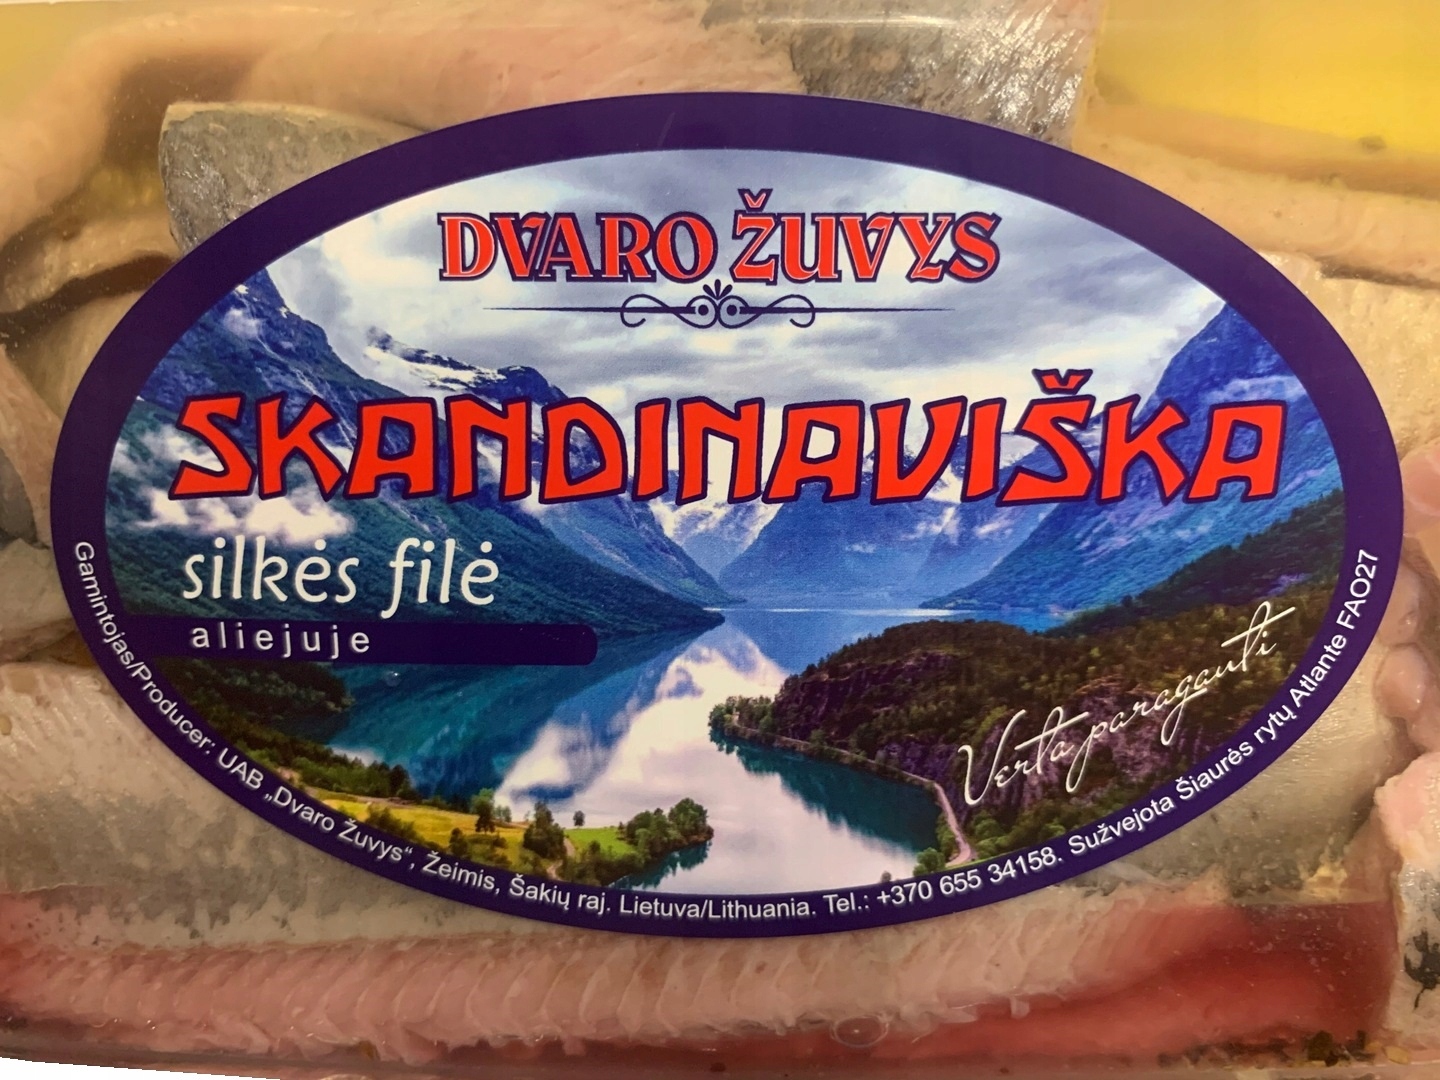 DVARO ŽUVYS
SKANDINAVIŠKA
silkės filė
aliejuje
Verta paragauti
Gamintojas/Producer: UAB „Dvaro Žuvys“, Žeimis, Šakių raj. Lietuva/Lithuania. Tel.: +370 655 34158. Sužvejota Šiaurės rytų Atlante FAO27